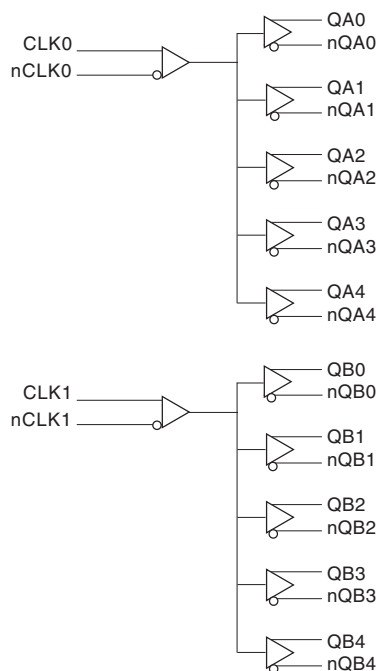 CLK0
nCLK0
QA0
nQA0
QA1
nQA1
QA2
nQA2
QA3
nQA3
QA4
nQA4
CLK1
nCLK1
QB0
nQB0
QB1
nQB1
QB2
nQB2
QB3
nQB3
QB4
nQB4